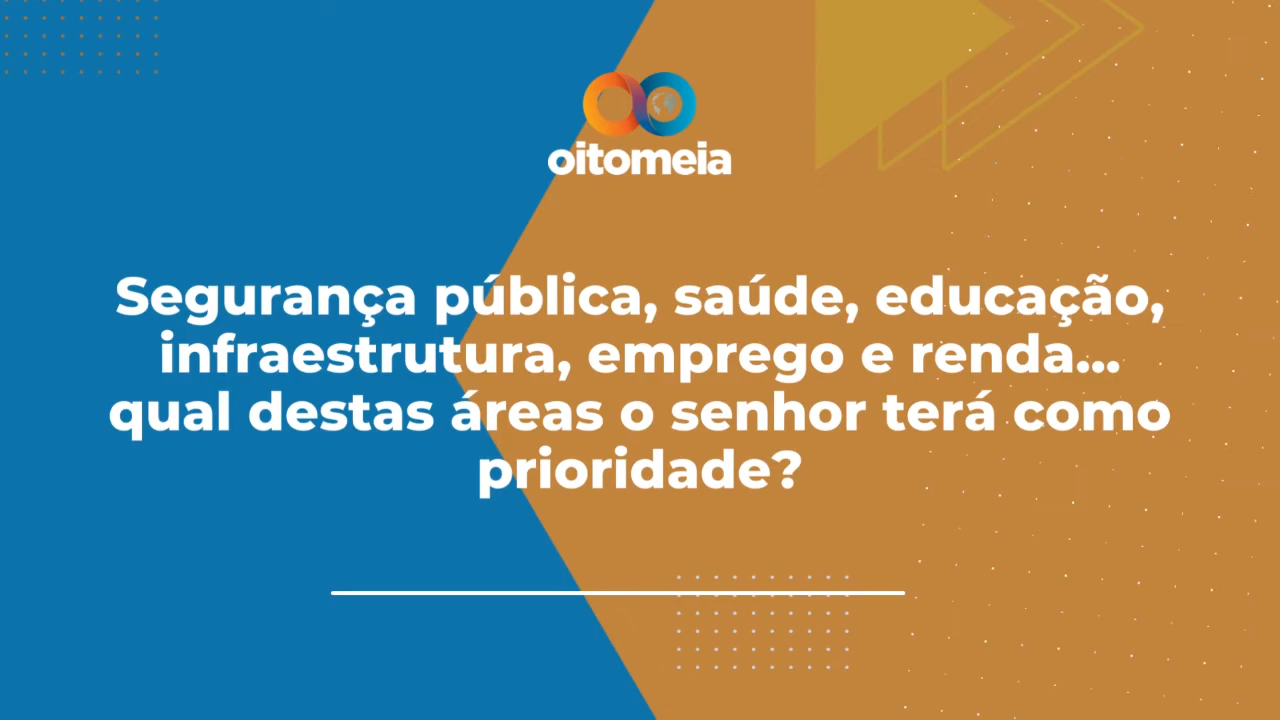 oitomeia
Segurança pública, saúde, educação,
infraestrutura, emprego e renda...
qual destas áreas o senhor terá como
prioridade?